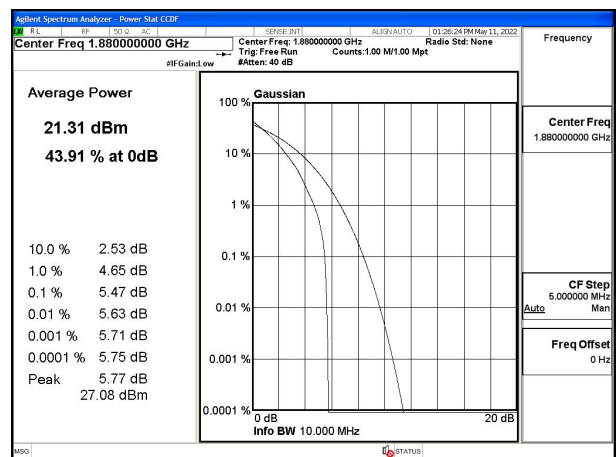 Agilent Spectrum Analyzer - Power Stat CCDF
LXI RL RF 50 Ω AC SENSE:INT ALIGN AUTO 01:26:24 PM May 11, 2022
Center Freq 1.880000000 GHz
Center Freq: 1.880000000 GHz Radio Std: None
Trig: Free Run Counts:1.00 M/1.00 Mpt
#IFGain:Low #Atten: 40 dB
Frequency
Average Power
21.31 dBm
43.91 % at 0dB
10.0 % 2.53 dB
1.0 % 4.65 dB
0.1 % 5.47 dB
0.01 % 5.63 dB
0.001 % 5.71 dB
0.0001 % 5.75 dB
Peak 5.77 dB
27.08 dBm
Gaussian
100 %
10 %
1 %
0.1 %
0.01 %
0.001 %
0.0001 %
0 dB 20 dB
Info BW 10.000 MHz
Center Freq
1.880000000 GHz
CF Step
5.000000 MHz
Auto Man
Freq Offset
0 Hz
MSG STATUS